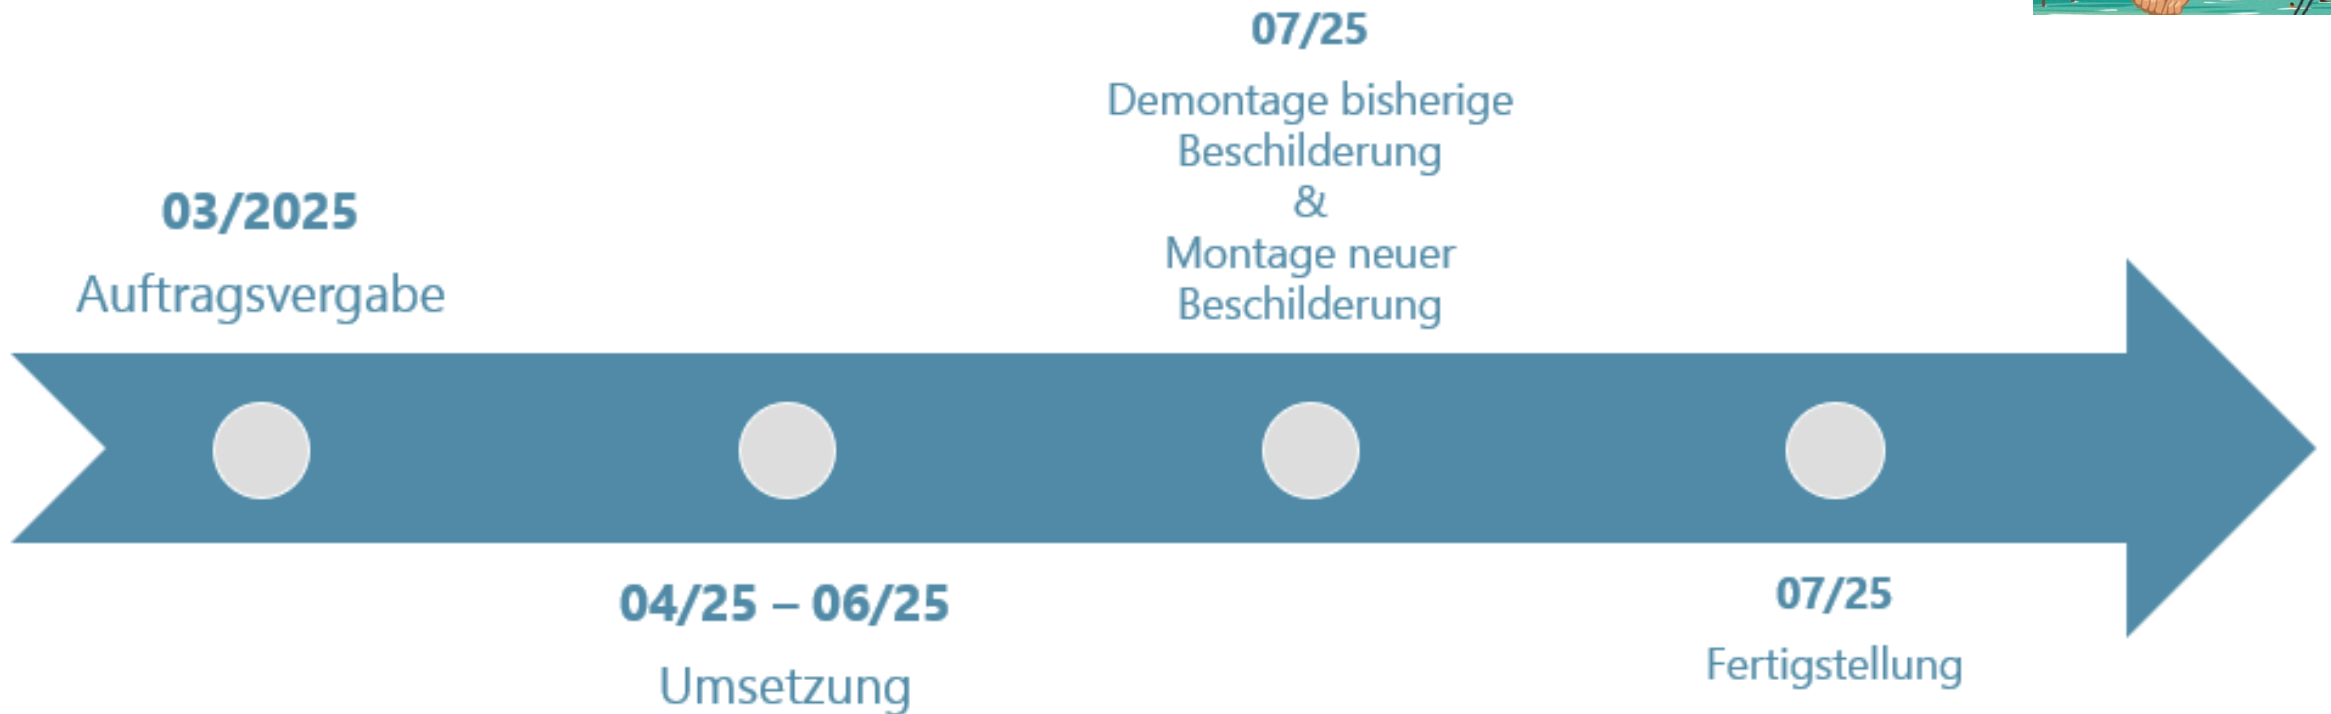 03/2025
Auftragsvergabe
04/25 – 06/25
Umsetzung
07/25
Demontage bisherige
Beschilderung
&
Montage neuer
Beschilderung
07/25
Fertigstellung